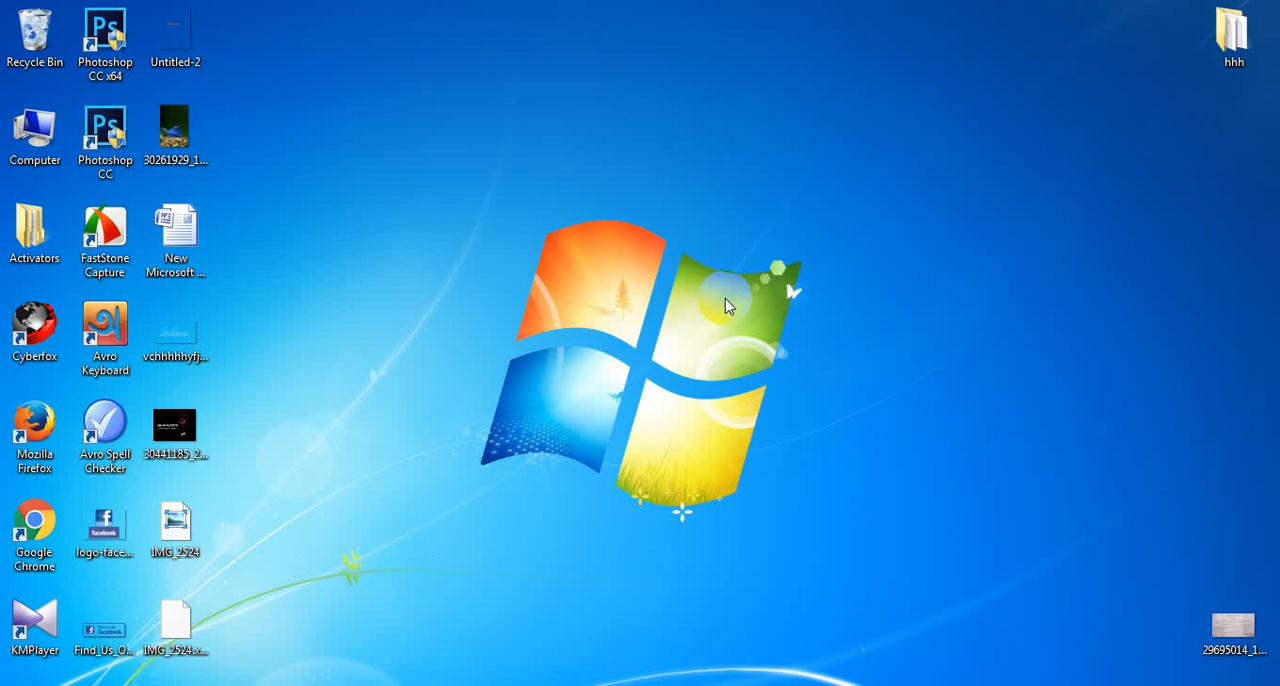 Recycle Bin
Photoshop
CC x64
Untitled-2
hhh
Computer
Photoshop
CC
30261929_1...
Activators
FastStone
Capture
New
Microsoft ...
Cyberfox
Avro
Keyboard
vchhhhhyfj...
Mozilla
Firefox
Avro Spell
Checker
30441185_2...
Google
Chrome
logo-face...
IMG_2524
KMPlayer
Find_Us_O...
IMG_2524.x...
29695014_1...